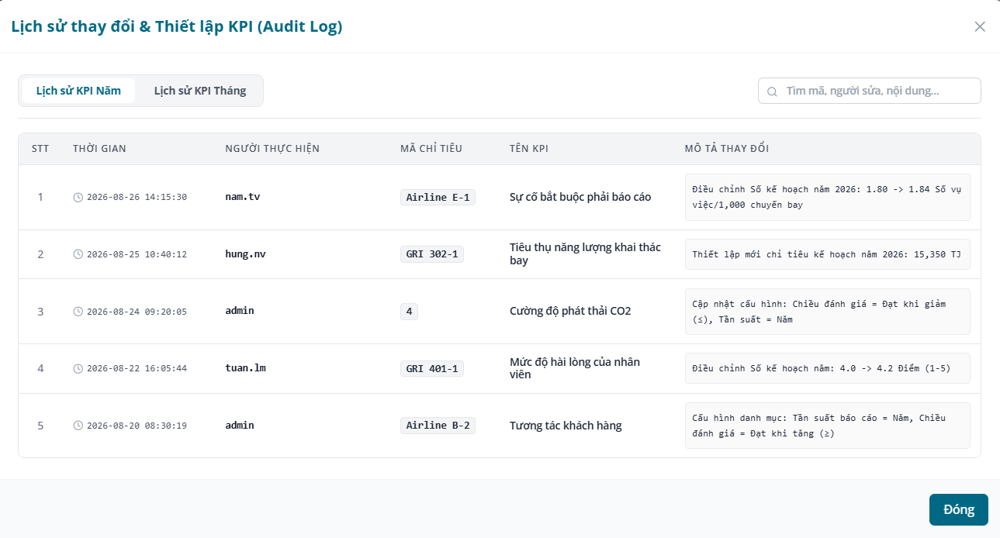 Lịch sử thay đổi & Thiết lập KPI (Audit Log)
Lịch sử KPI Năm Lịch sử KPI Tháng Tìm mã, người sửa, nội dung...
STT THỜI GIAN NGƯỜI THỰC HIỆN MÃ CHỈ TIÊU TÊN KPI MÔ TẢ THAY ĐỔI
1 2026-08-26 14:15:30 nam.tv Airline E-1 Sự cố bắt buộc phải báo cáo Điều chỉnh Số kế hoạch năm 2026: 1.80 -> 1.84 Số vụ
việc/1,000 chuyến bay
2 2026-08-25 10:40:12 hung.nv GRI 302-1 Tiêu thụ năng lượng khai thác
bay
Thiết lập mới chỉ tiêu kế hoạch năm 2026: 15,350 TJ
3 2026-08-24 09:20:05 admin 4 Cường độ phát thải CO2 Cập nhật cấu hình: Chiều đánh giá = Đạt khi giảm
(≤), Tần suất = Năm
4 2026-08-22 16:05:44 tuan.lm GRI 401-1 Mức độ hài lòng của nhân
viên
Điều chỉnh Số kế hoạch năm: 4.0 -> 4.2 Điểm (1-5)
5 2026-08-20 08:30:19 admin Airline B-2 Tương tác khách hàng Cấu hình danh mục: Tần suất báo cáo = Năm, Chiều
đánh giá = Đạt khi tăng (≥)
Đóng